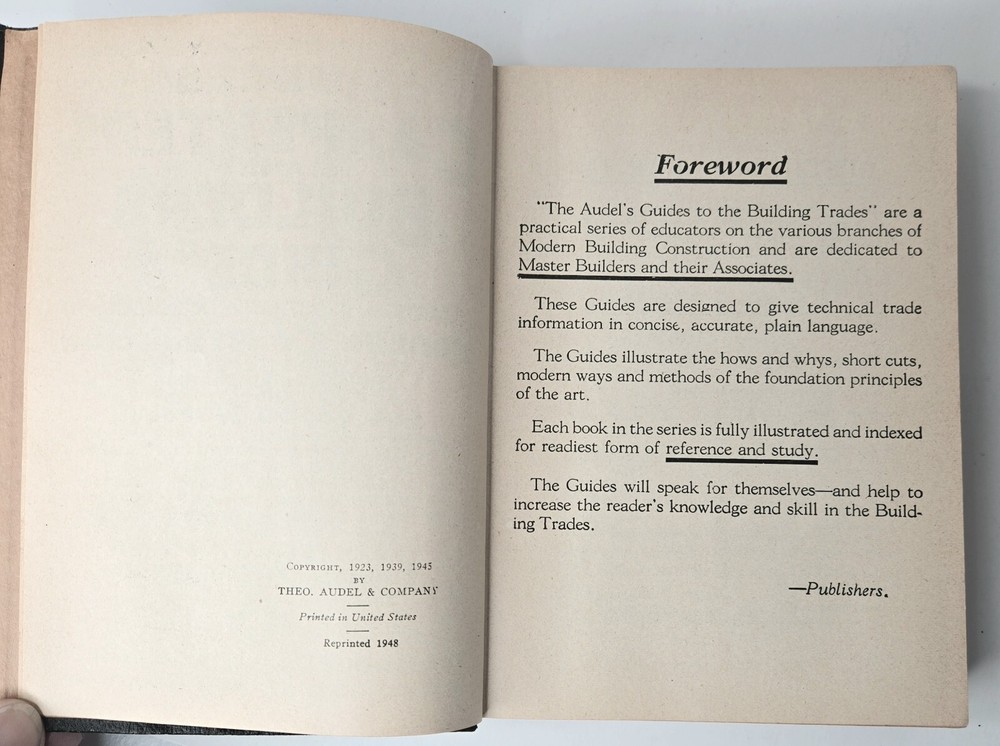 COPYRIGHT, 1923, 1939, 1945
BY
THEO. AUDEL & COMPANY
Printed in United States
Reprinted 1948
Foreword
"The Audel's Guides to the Building Trades" are a
practical series of educators on the various branches of
Modern Building Construction and are dedicated to
Master Builders and their Associates.
These Guides are designed to give technical trade
information in concise, accurate, plain language.
The Guides illustrate the hows and whys, short cuts,
modern ways and methods of the foundation principles
of the art.
Each book in the series is fully illustrated and indexed
for readiest form of reference and study.
The Guides will speak for themselves—and help to
increase the reader's knowledge and skill in the Build-
ing Trades.
—Publishers.